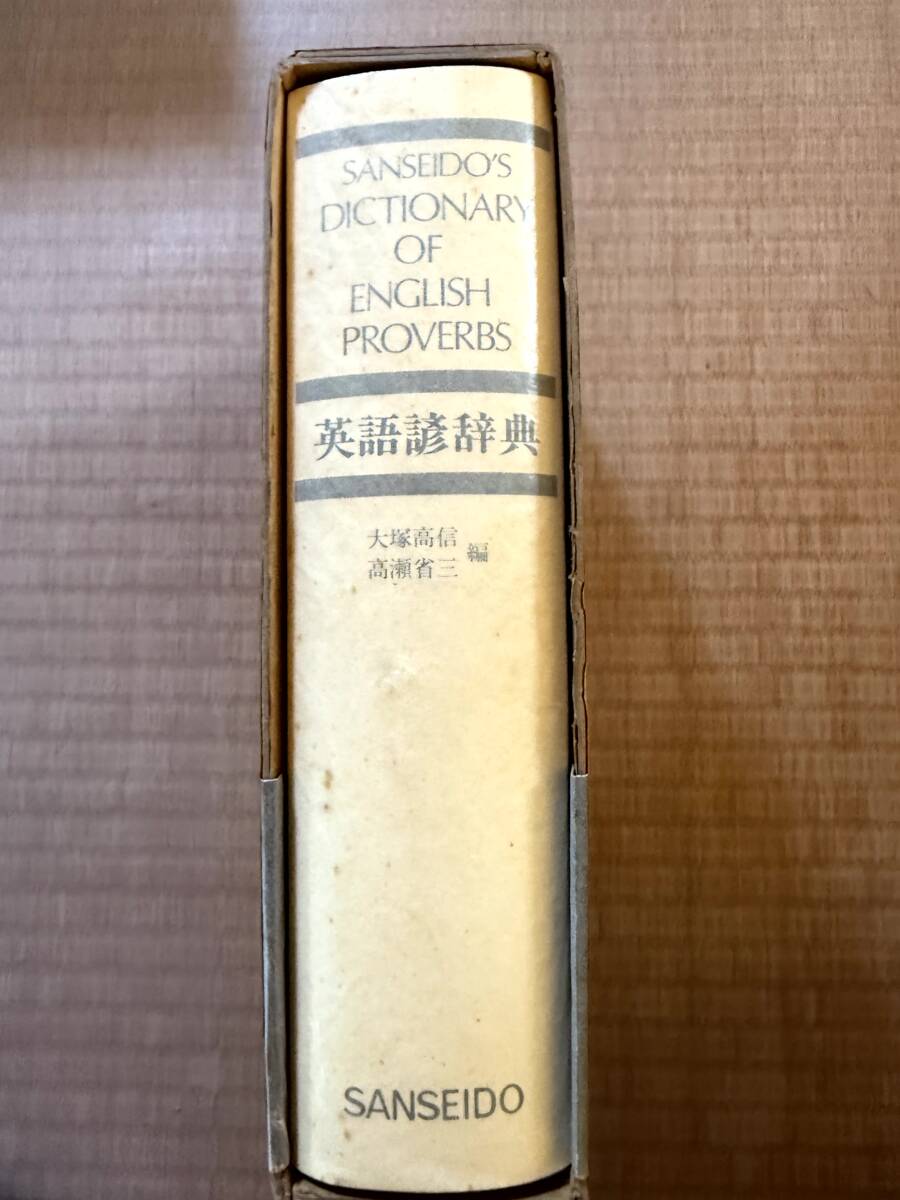 SANSEIDO'S
DICTIONARY
OF
ENGLISH
PROVERBS
英語諺辞典
大塚高信
高瀬省三
編
SANSEIDO